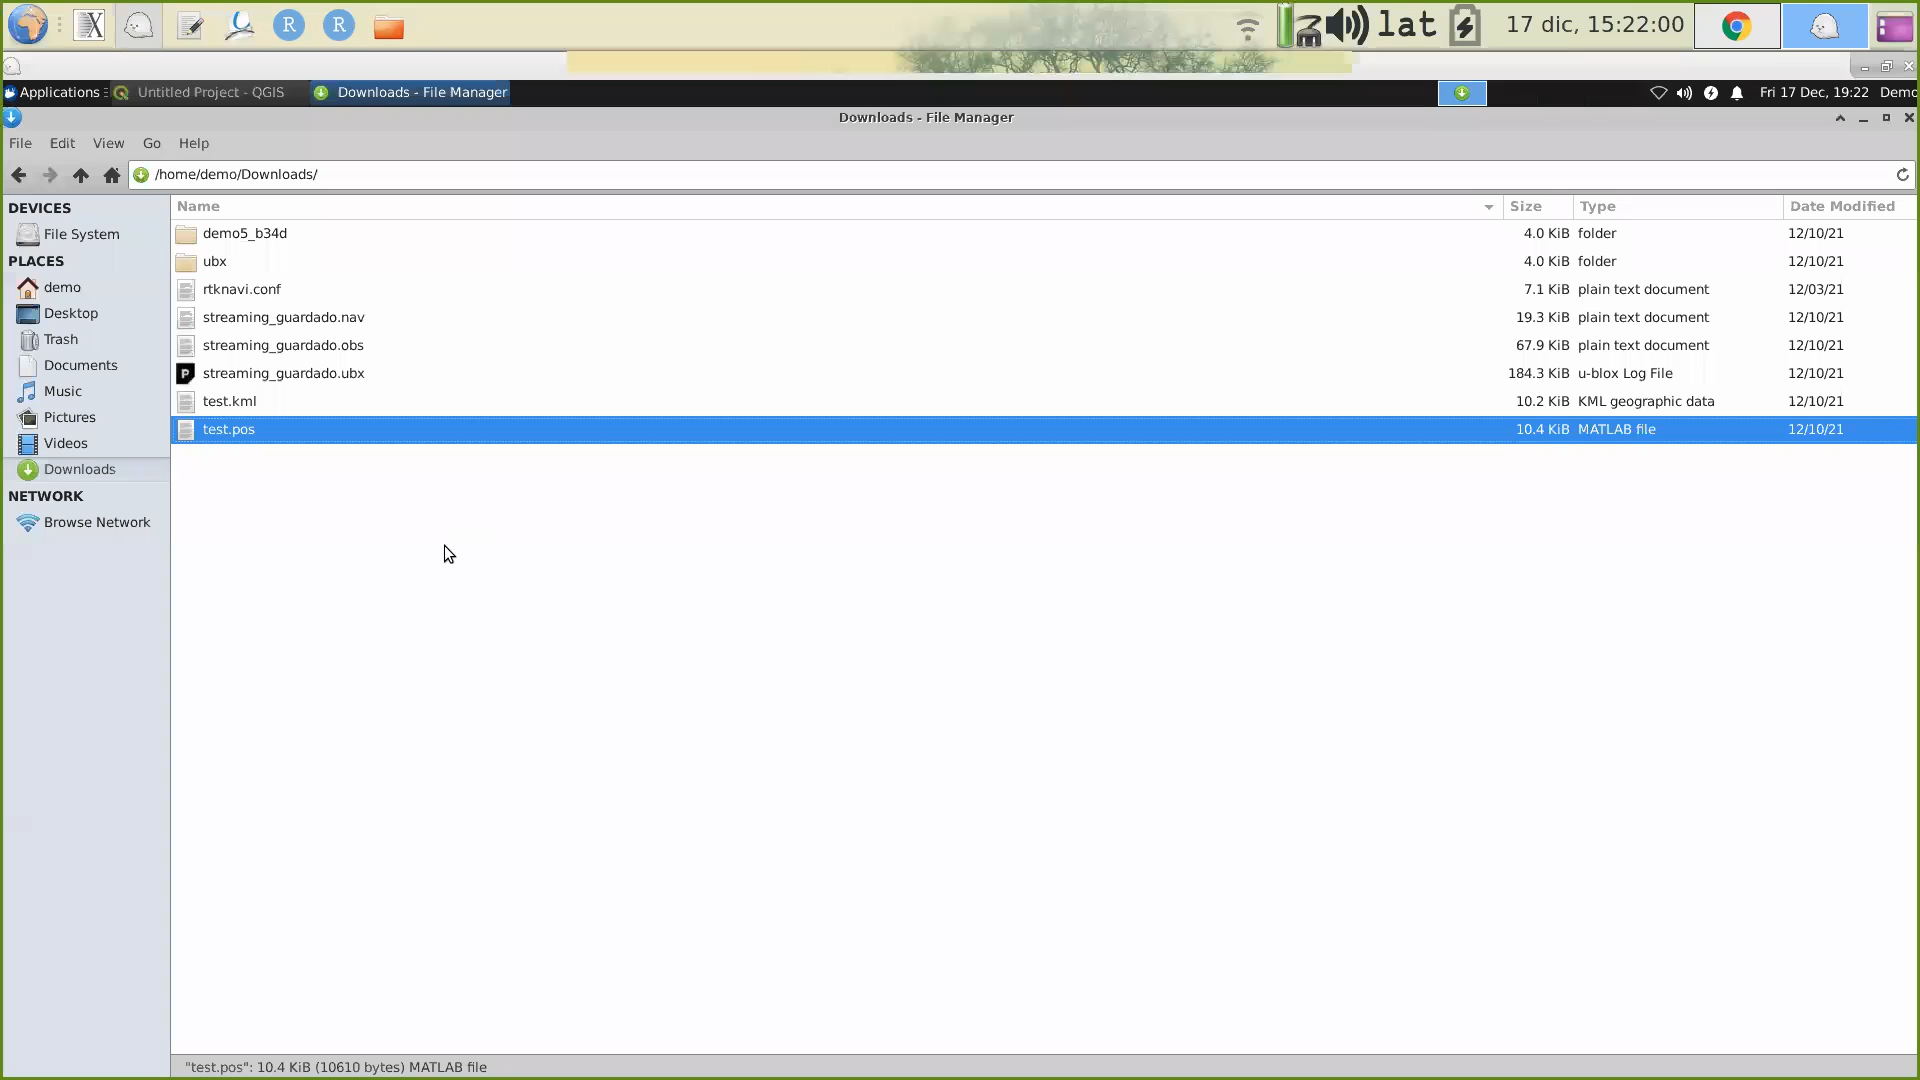 lat
17 dic, 15:22:00
Applications
Untitled Project - QGIS
Downloads - File Manager
Fri 17 Dec, 19:22
Demo
Downloads - File Manager
File Edit View Go Help
/home/demo/Downloads/
DEVICES
File System
PLACES
demo
Desktop
Trash
Documents
Music
Pictures
Videos
Downloads
NETWORK
Browse Network
Name Size Type Date Modified
demo5_b34d 4.0 KiB folder 12/10/21
ubx 4.0 KiB folder 12/10/21
rtknavi.conf 7.1 KiB plain text document 12/03/21
streaming_guardado.nav 19.3 KiB plain text document 12/10/21
streaming_guardado.obs 67.9 KiB plain text document 12/10/21
streaming_guardado.ubx 184.3 KiB u-blox Log File 12/10/21
test.kml 10.2 KiB KML geographic data 12/10/21
test.pos 10.4 KiB MATLAB file 12/10/21
"test.pos": 10.4 KiB (10610 bytes) MATLAB file